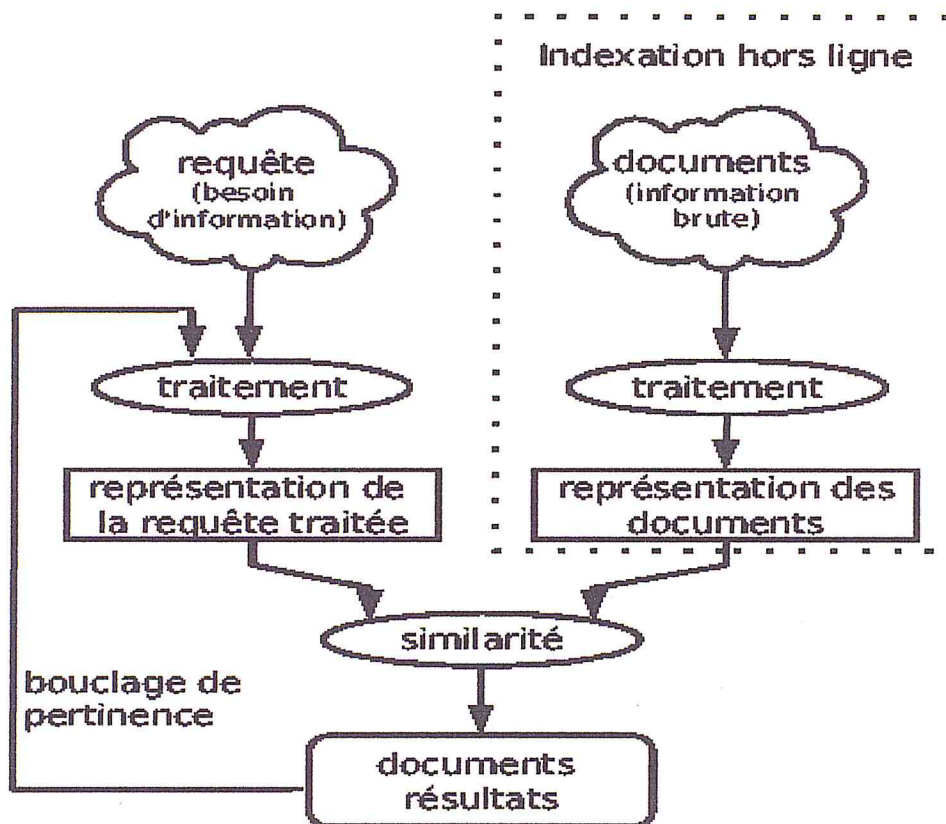 Indexation hors ligne
requête
(besoin
d'information)
documents
(information
brute)
traitement
traitement
représentation de
la requête traitée
représentation des
documents
similarité
bouclage de
pertinence
documents
résultats